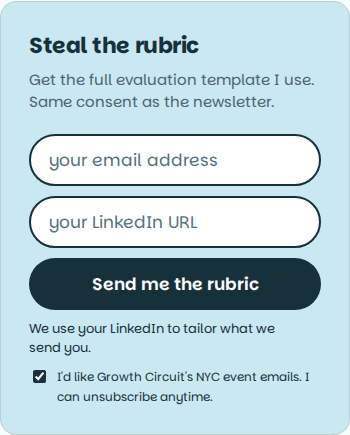 Steal the rubric
Get the full evaluation template I use.
Same consent as the newsletter.
your email address
your LinkedIn URL
Send me the rubric
We use your LinkedIn to tailor what we
send you.
I'd like Growth Circuit's NYC event emails. I
can unsubscribe anytime.